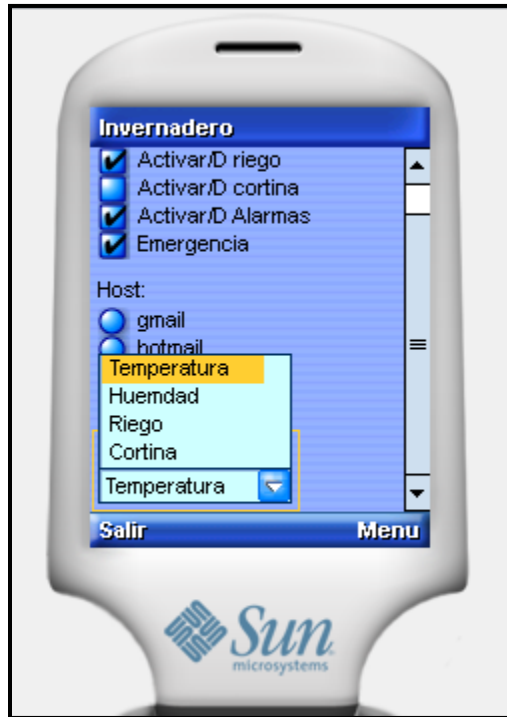 Invernadero
Activar/D riego
Activar/D cortina
Activar/D Alarmas
Emergencia
Host:
gmail
hotmail
Temperatura
Huemdad
Riego
Cortina
Temperatura
Salir Menu
Sun
microsystems